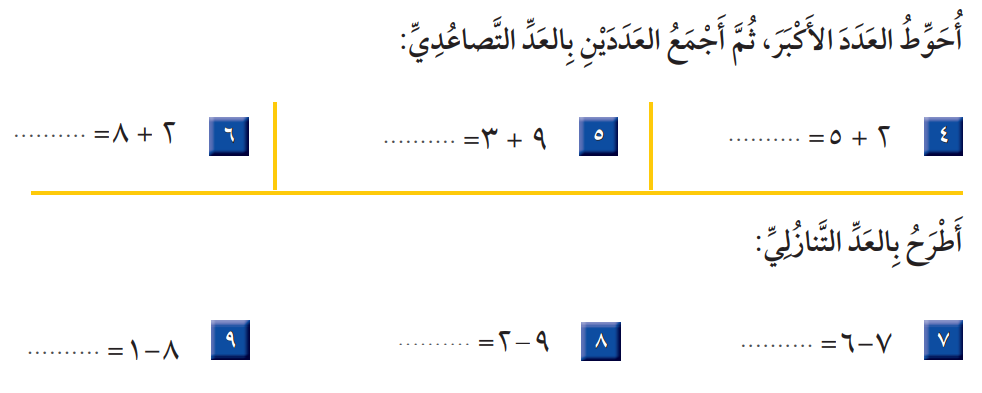 أُحَوِّطُ العَدَدَ الأَكْبَرَ، ثُمَّ أَجْمَعُ العَدَدَيْنِ بِالعَدِّ التَّصاعُدِيِّ:
٤ ٢ + ٥ = ..........
٥ ٩ + ٣ = ..........
٦ ٢ + ٨ = ..........
أَطْرَحُ بِالعَدِّ التَّنازُلِيِّ:
٧ ٧ – ٦ = ..........
٨ ٩ – ٢ = ..........
٩ ٨ – ١ = ..........